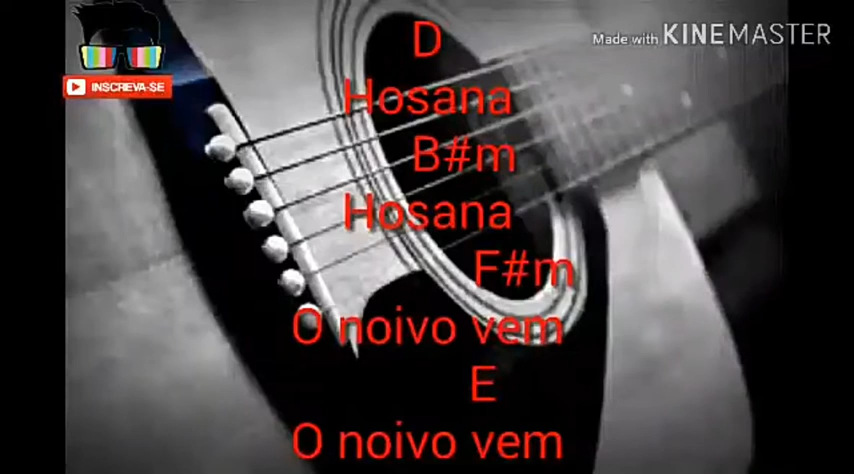 INSCREVA-SE
Made with KINEMASTER
D
Hosana
B#m
Hosana
F#m
O noivo vem
E
O noivo vem